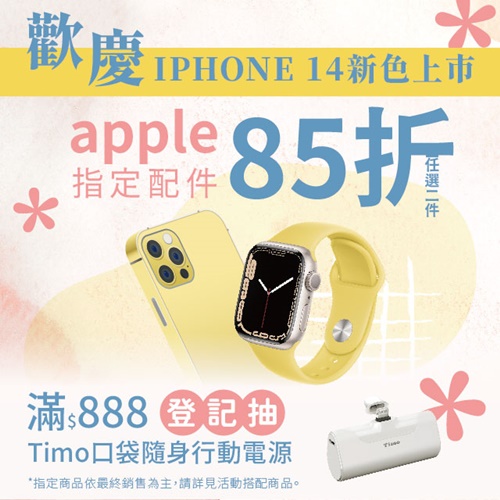 歡慶 IPHONE 14新色上市
apple
指定配件
85折
任選二件
滿$888 登記抽
Timo口袋隨身行動電源
Timo
*指定商品依最終銷售為主，請詳見活動搭配商品。